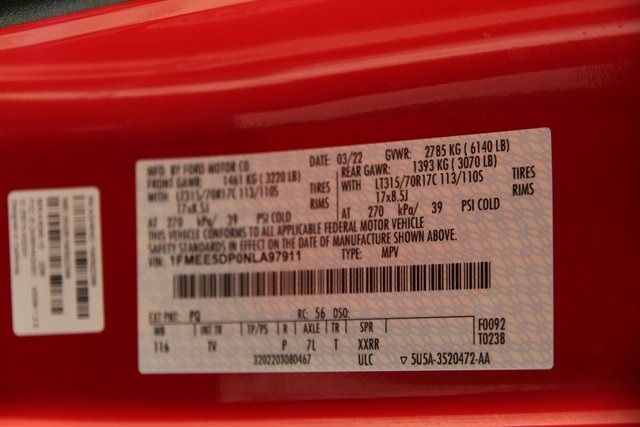 MFD. BY FORD MOTOR CO
DATE: 03/22 GVWR: 2785 KG ( 6140 LB)
FRONT GAWR: 1461 KG ( 3220 LB) REAR GAWR: 1393 KG ( 3070 LB)
WITH LT315/70R17C 113/110S TIRES WITH LT315/70R17C 113/110S TIRES
17x8.5J RIMS 17x8.5J RIMS
AT 270 kPa/ 39 PSI COLD AT 270 kPa/ 39 PSI COLD
THIS VEHICLE CONFORMS TO ALL APPLICABLE FEDERAL MOTOR VEHICLE
SAFETY STANDARDS IN EFFECT ON THE DATE OF MANUFACTURE SHOWN ABOVE.
VIN: 1FMEE5DP0NLA97911 TYPE: MPV
EXT PNT: PQ RC: 56 DSO:
WB INT TR TP/PS R AXLE TR SPR F0092
116 TV P 7L T XXRR T0238
3202203080467 ULC ▽ 5U5A-3520472-AA